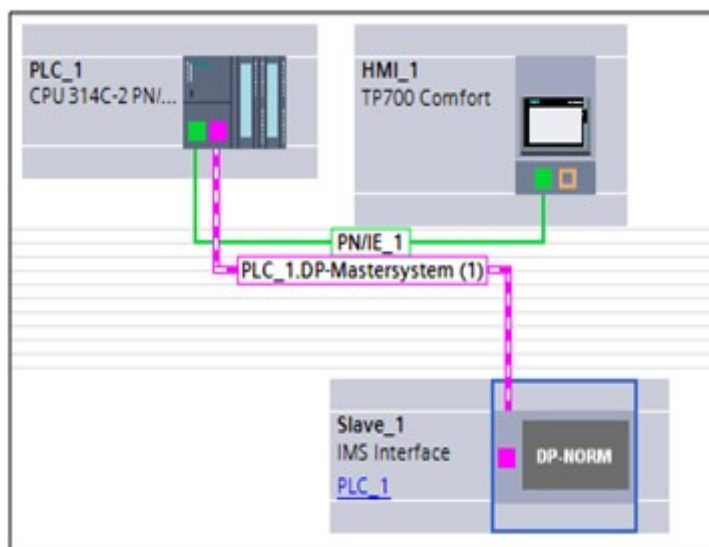 PLC_1
CPU 314C-2 PN/...
HMI_1
TP700 Comfort
PN/IE_1
PLC_1.DP-Mastersystem (1)
Slave_1
IMS Interface
PLC_1
DP-NORM